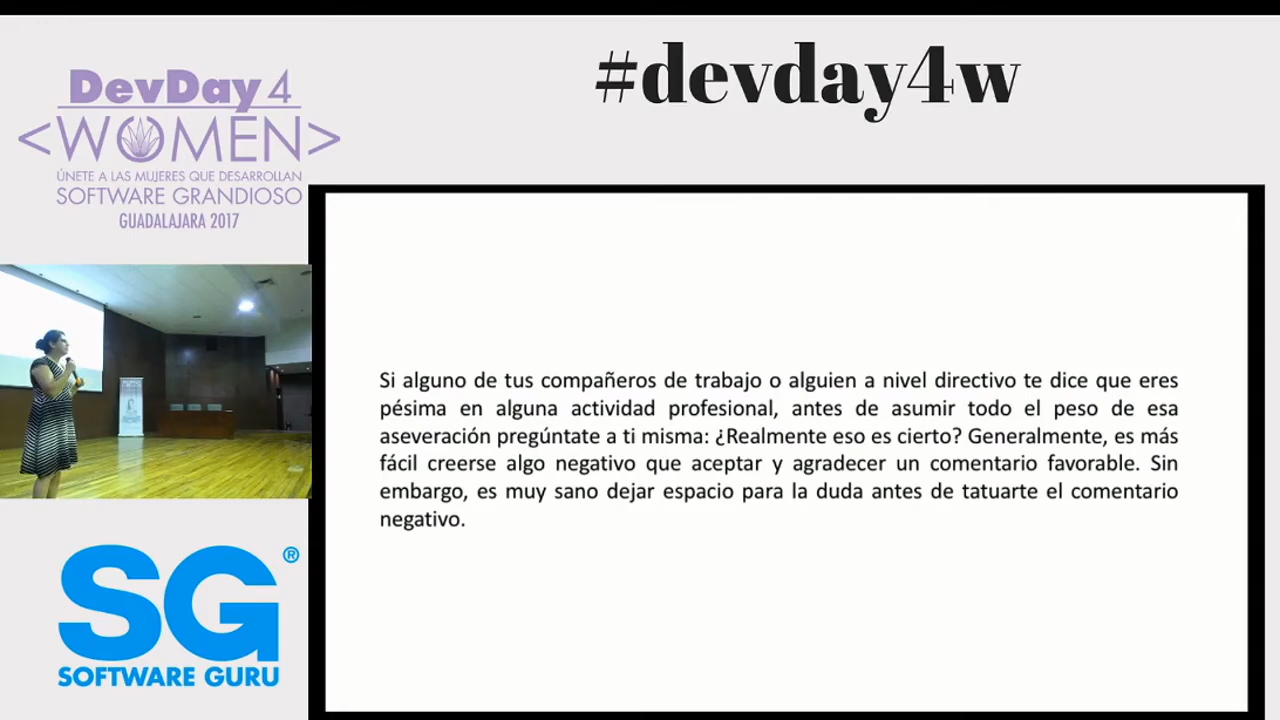 #devday4w
DevDay 4
<WOMEN>
ÚNETE A LAS MUJERES QUE DESARROLLAN
SOFTWARE GRANDIOSO
GUADALAJARA 2017
Si alguno de tus compañeros de trabajo o alguien a nivel directivo te dice que eres
pésima en alguna actividad profesional, antes de asumir todo el peso de esa
aseveración pregúntate a ti misma: ¿Realmente eso es cierto? Generalmente, es más
fácil creerse algo negativo que aceptar y agradecer un comentario favorable. Sin
embargo, es muy sano dejar espacio para la duda antes de tatuarte el comentario
negativo.
SG®
SOFTWARE GURU